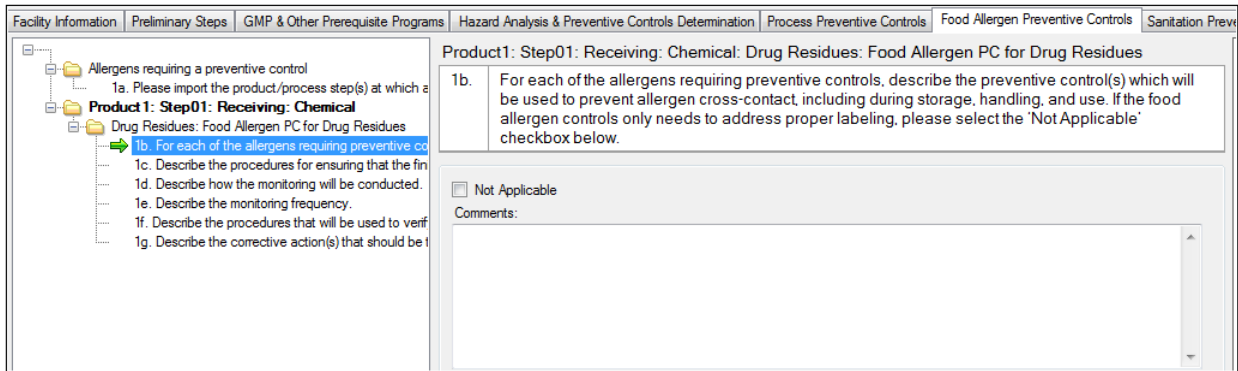 Facility Information Preliminary Steps GMP & Other Prerequisite Programs Hazard Analysis & Preventive Controls Determination Process Preventive Controls Food Allergen Preventive Controls Sanitation Preve
Allergens requiring a preventive control
1a. Please import the product/process step(s) at which a
Product 1: Step01: Receiving: Chemical
Drug Residues: Food Allergen PC for Drug Residues
1b. For each of the allergens requiring preventive co
1c. Describe the procedures for ensuring that the fin
1d. Describe how the monitoring will be conducted.
1e. Describe the monitoring frequency.
1f. Describe the procedures that will be used to verif
1g. Describe the corrective action(s) that should be t
Product1: Step01: Receiving: Chemical: Drug Residues: Food Allergen PC for Drug Residues
1b. For each of the allergens requiring preventive controls, describe the preventive control(s) which will
be used to prevent allergen cross-contact, including during storage, handling, and use. If the food
allergen controls only needs to address proper labeling, please select the 'Not Applicable'
checkbox below.
Not Applicable
Comments: